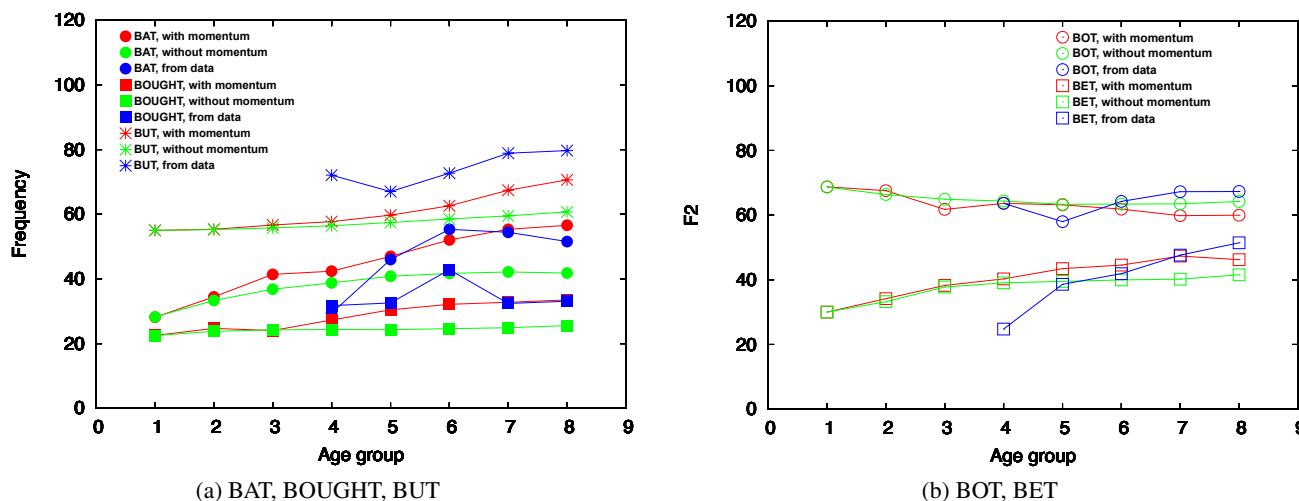 120
100
80
60
40
20
0
Frequency
BAT, with momentum
BAT, without momentum
BAT, from data
BOUGHT, with momentum
BOUGHT, without momentum
BOUGHT, from data
BUT, with momentum
BUT, without momentum
BUT, from data
0 1 2 3 4 5 6 7 8 9
Age group
(a) BAT, BOUGHT, BUT
120
100
80
60
40
20
0
F2
BOT, with momentum
BOT, without momentum
BOT, from data
BET, with momentum
BET, without momentum
BET, from data
0 1 2 3 4 5 6 7 8 9
Age group
(b) BOT, BET